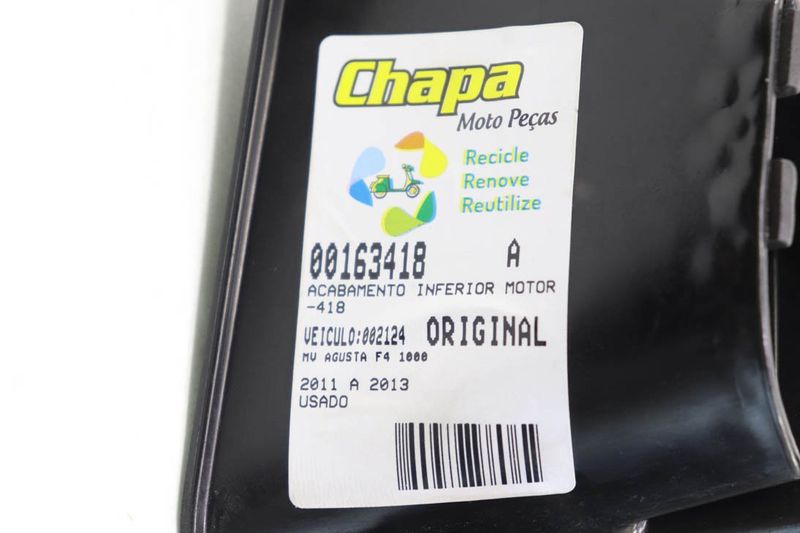 Chapa
Moto Peças
Recicle
Renove
Reutilize
00163418 A
ACABAMENTO INFERIOR MOTOR
-418
VEICULO:002124 ORIGINAL
MV AGUSTA F4 1000
2011 A 2013
USADO